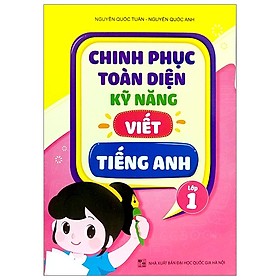 NGUYỄN QUỐC TUẤN - NGUYỄN QUỐC ANH
CHINH PHỤC
TOÀN DIỆN
KỸ NĂNG
VIẾT
TIẾNG ANH
Lớp
1
NHÀ XUẤT BẢN ĐẠI HỌC QUỐC GIA HÀ NỘI